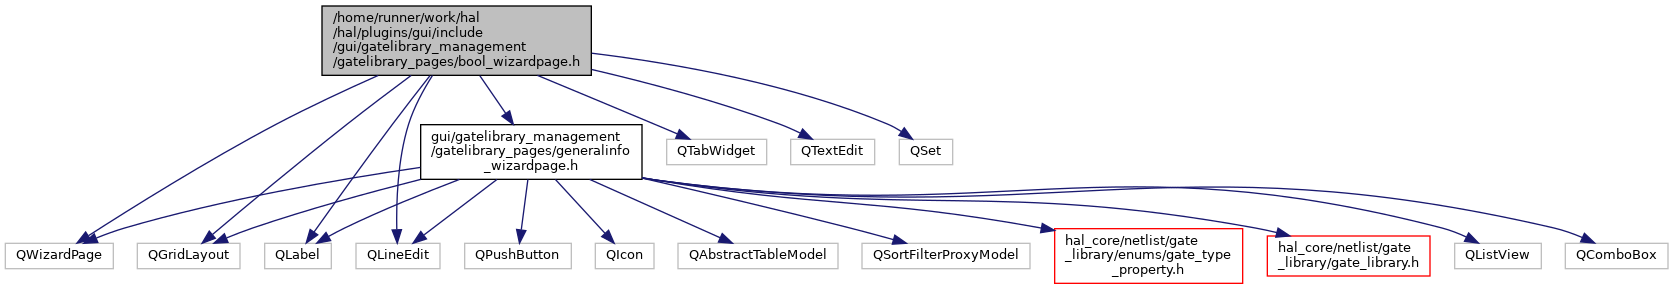 /home/runner/work/hal
/hal/plugins/gui/include
/gui/gatelibrary_management
/gatelibrary_pages/bool_wizardpage.h
gui/gatelibrary_management
/gatelibrary_pages/generalinfo
_wizardpage.h
QTabWidget
QTextEdit
QSet
QWizardPage
QGridLayout
QLabel
QLineEdit
QPushButton
QIcon
QAbstractTableModel
QSortFilterProxyModel
hal_core/netlist/gate
_library/enums/gate_type
_property.h
hal_core/netlist/gate
_library/gate_library.h
QListView
QComboBox